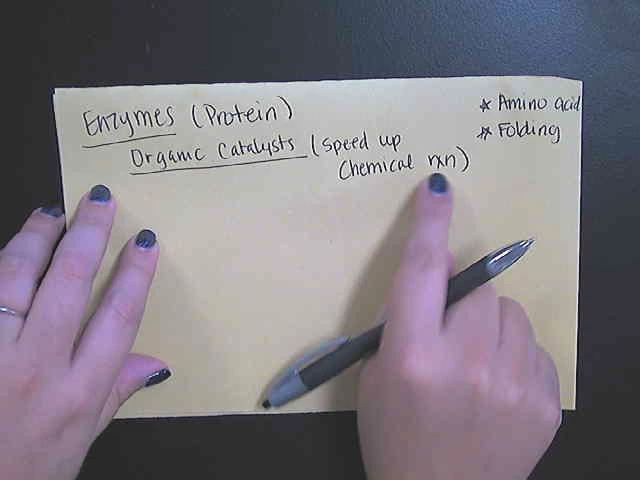 Enzymes (Protein)
Organic Catalysts (speed up
Chemical rxn)
* Amino acid
* Folding